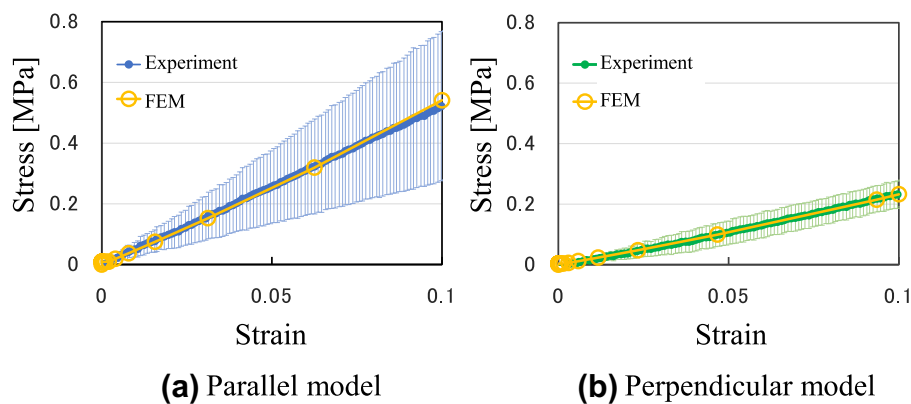 0.8
0.6
0.4
0.2
0
Stress [MPa]
Experiment
FEM
0
0.05
0.1
Strain
(a) Parallel model
0.8
0.6
0.4
0.2
0
Stress [MPa]
Experiment
FEM
0
0.05
0.1
Strain
(b) Perpendicular model